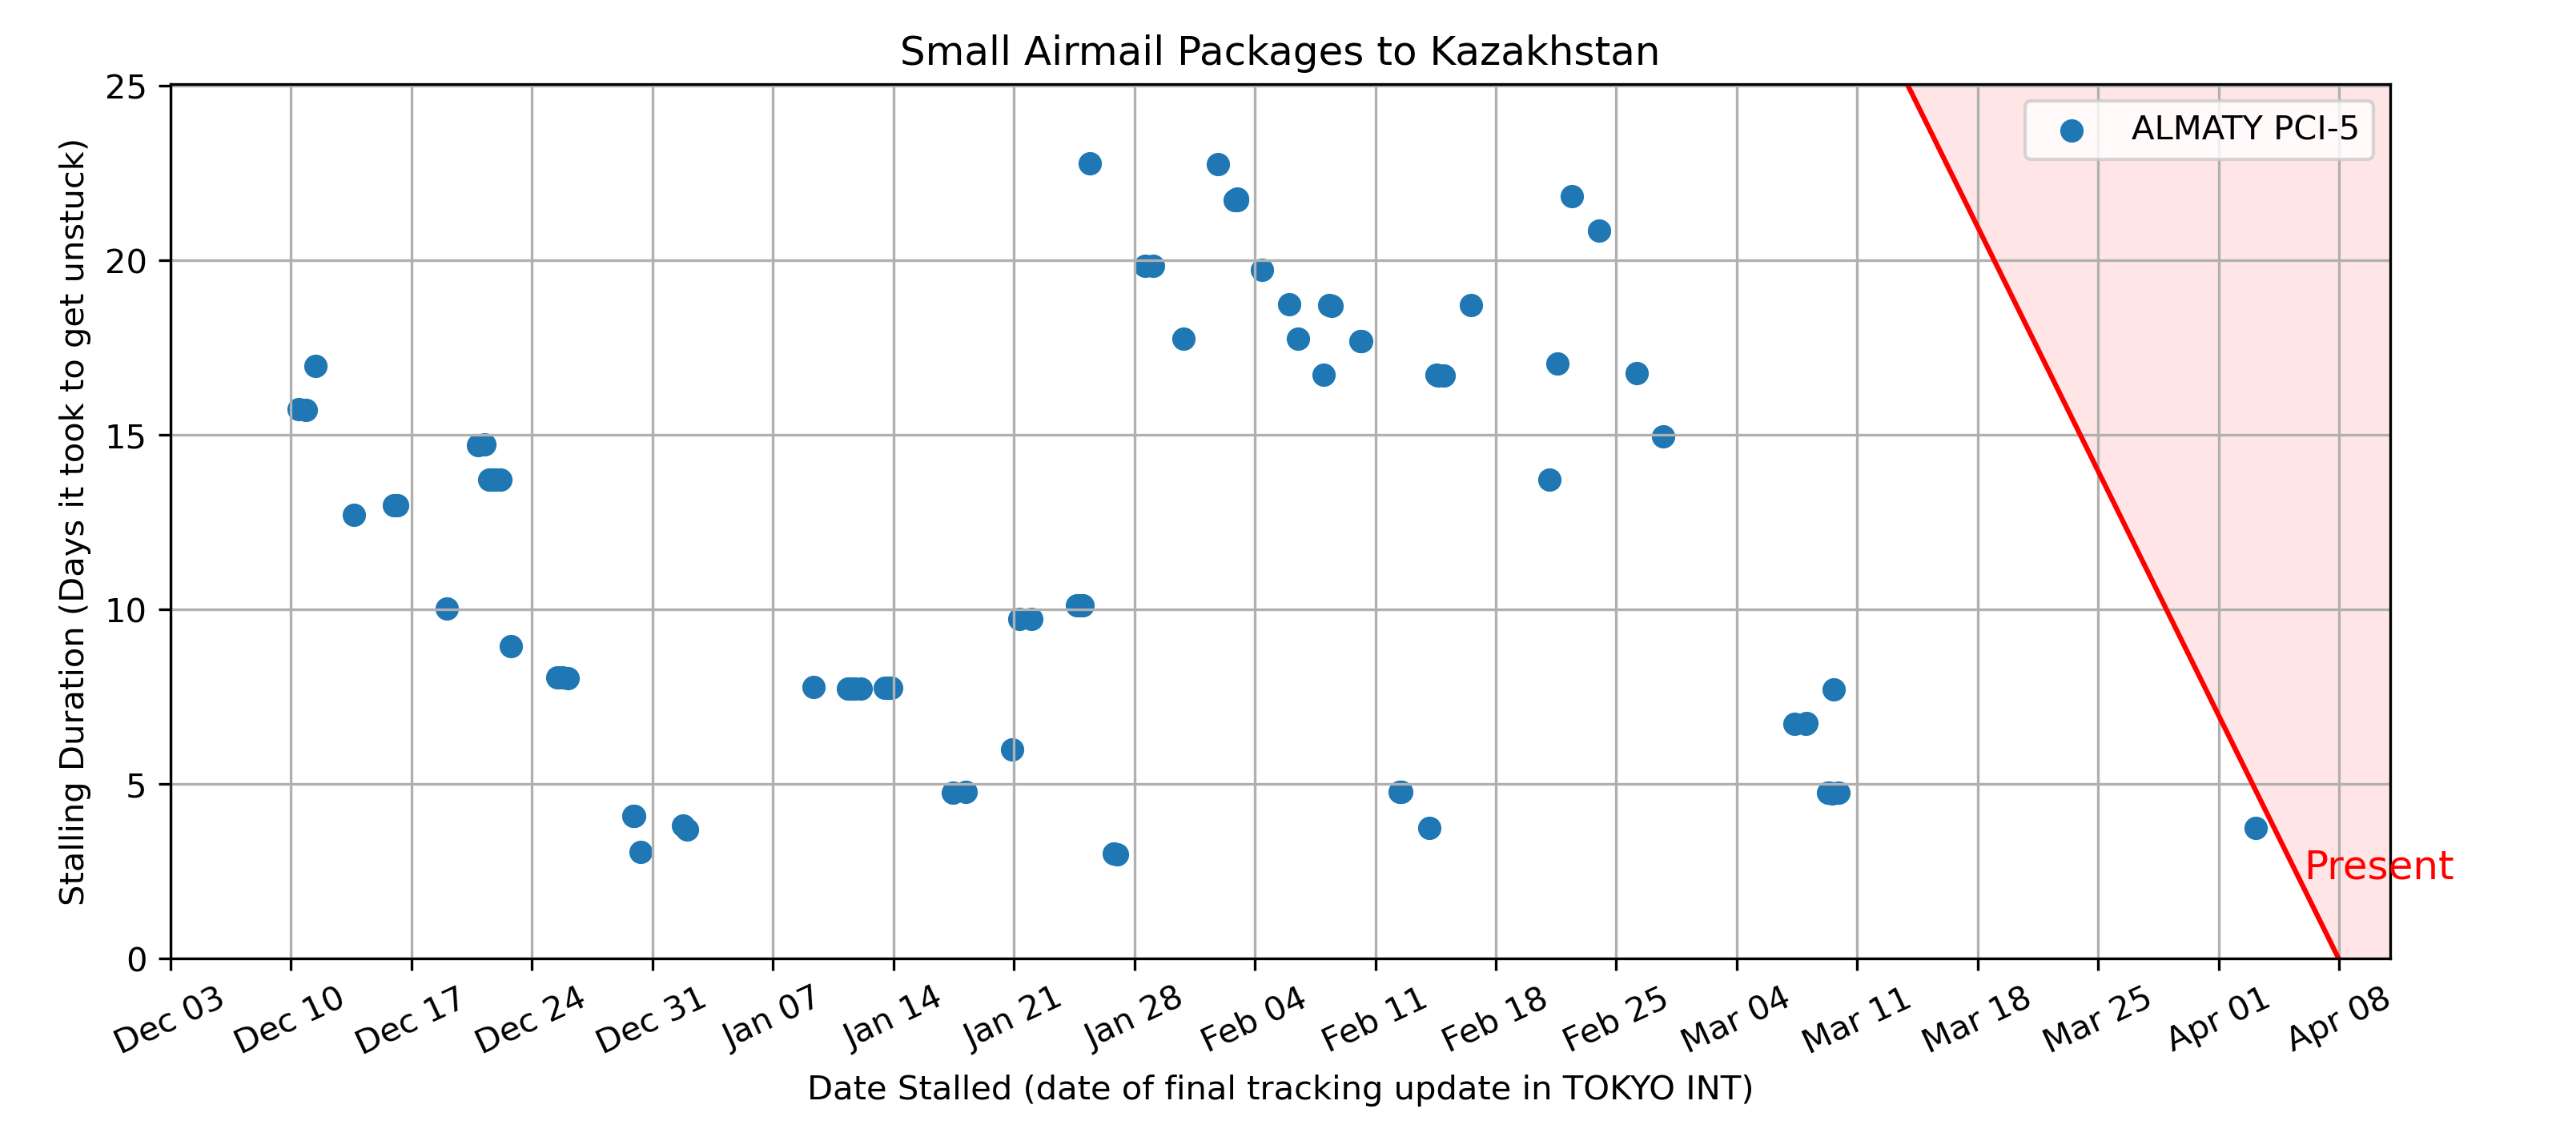 Small Airmail Packages to Kazakhstan
25
20
15
10
5
0
Stalling Duration (Days it took to get unstuck)
ALMATY PCI-5
Present
Dec 03
Dec 10
Dec 17
Dec 24
Dec 31
Jan 07
Jan 14
Jan 21
Jan 28
Feb 04
Feb 11
Feb 18
Feb 25
Mar 04
Mar 11
Mar 18
Mar 25
Apr 01
Apr 08
Date Stalled (date of final tracking update in TOKYO INT)